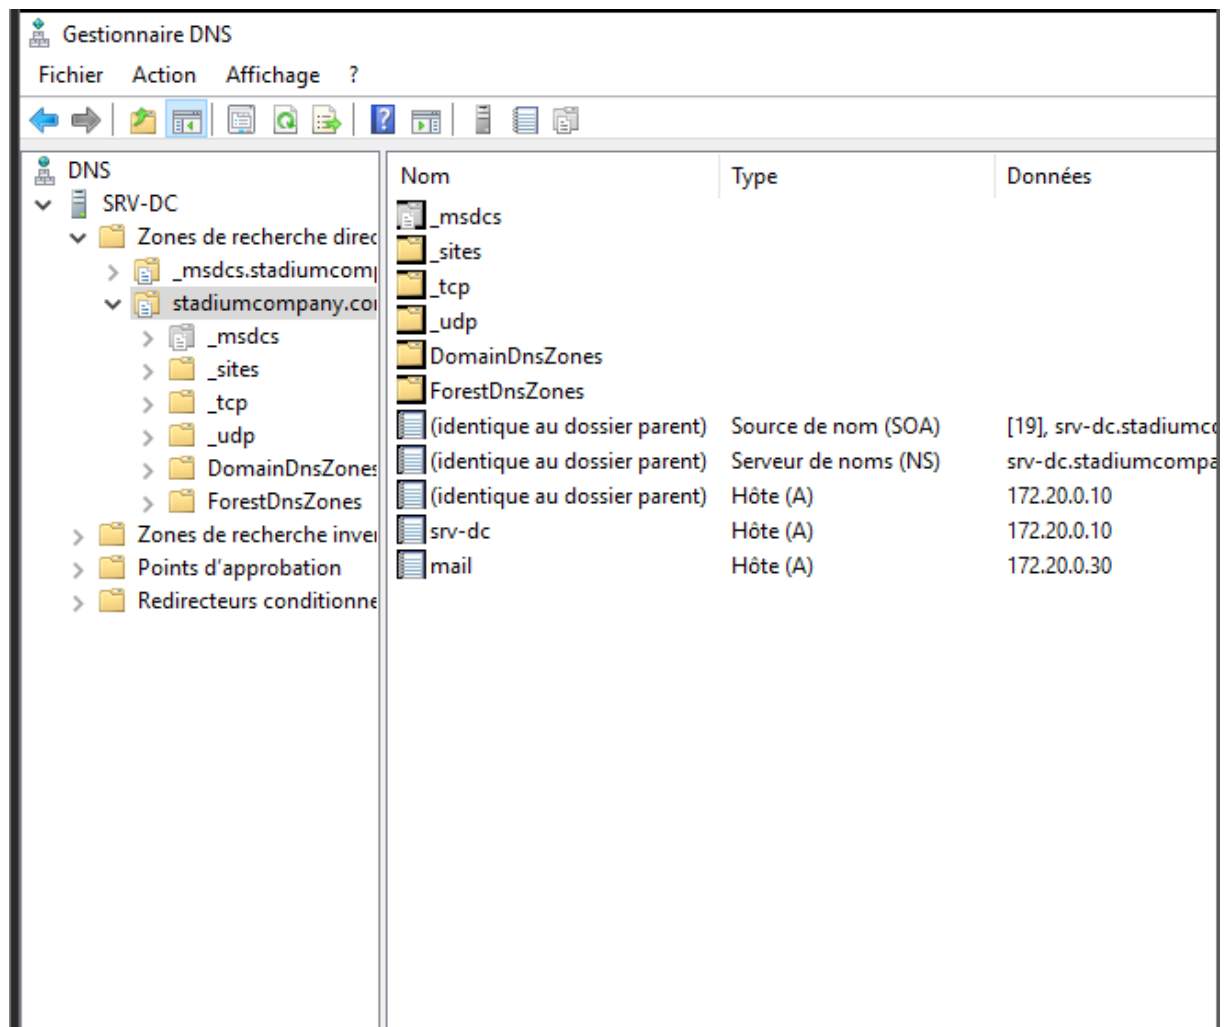 Gestionnaire DNS
Fichier Action Affichage ?
DNS
SRV-DC
Zones de recherche direc
_msdcs.stadiumcomp
stadiumcompany.co
_msdcs
_sites
_tcp
_udp
DomainDnsZones
ForestDnsZones
Zones de recherche inve
Points d'approbation
Redirecteurs conditionne
Nom Type Données
_msdcs
_sites
_tcp
_udp
DomainDnsZones
ForestDnsZones
(identique au dossier parent) Source de nom (SOA) [19], srv-dc.stadiumc
(identique au dossier parent) Serveur de noms (NS) srv-dc.stadiumcompa
(identique au dossier parent) Hôte (A) 172.20.0.10
srv-dc Hôte (A) 172.20.0.10
mail Hôte (A) 172.20.0.30